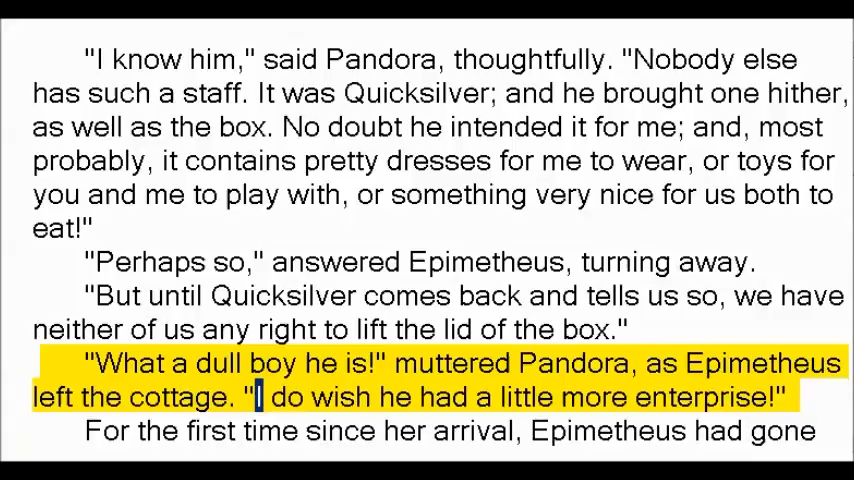 "I know him," said Pandora, thoughtfully. "Nobody else
has such a staff. It was Quicksilver; and he brought one hither,
as well as the box. No doubt he intended it for me; and, most
probably, it contains pretty dresses for me to wear, or toys for
you and me to play with, or something very nice for us both to
eat!"
"Perhaps so," answered Epimetheus, turning away.
"But until Quicksilver comes back and tells us so, we have
neither of us any right to lift the lid of the box."
"What a dull boy he is!" muttered Pandora, as Epimetheus
left the cottage. "I do wish he had a little more enterprise!"
For the first time since her arrival, Epimetheus had gone